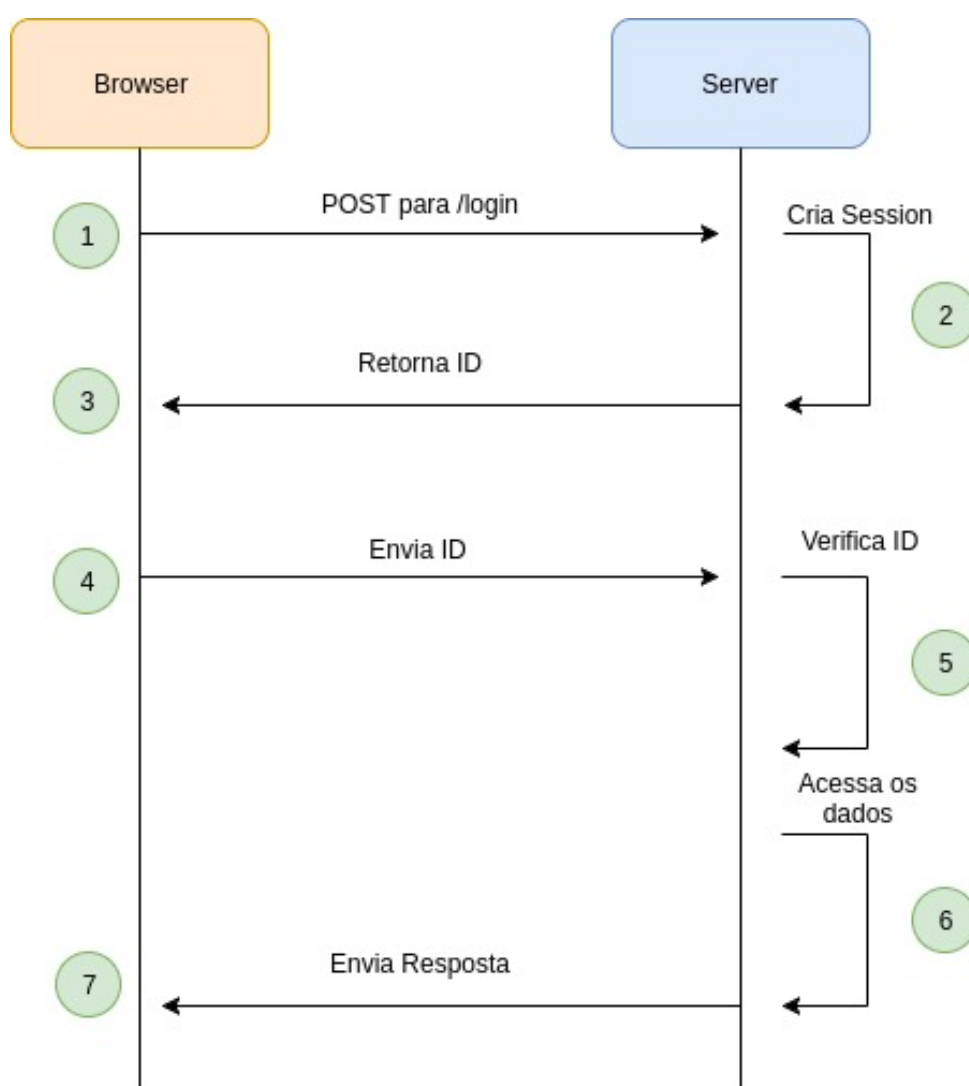 Browser
Server
POST para /login
Cria Session
1
2
Retorna ID
3
Envia ID
Verifica ID
4
5
Acessa os
dados
6
Envia Resposta
7